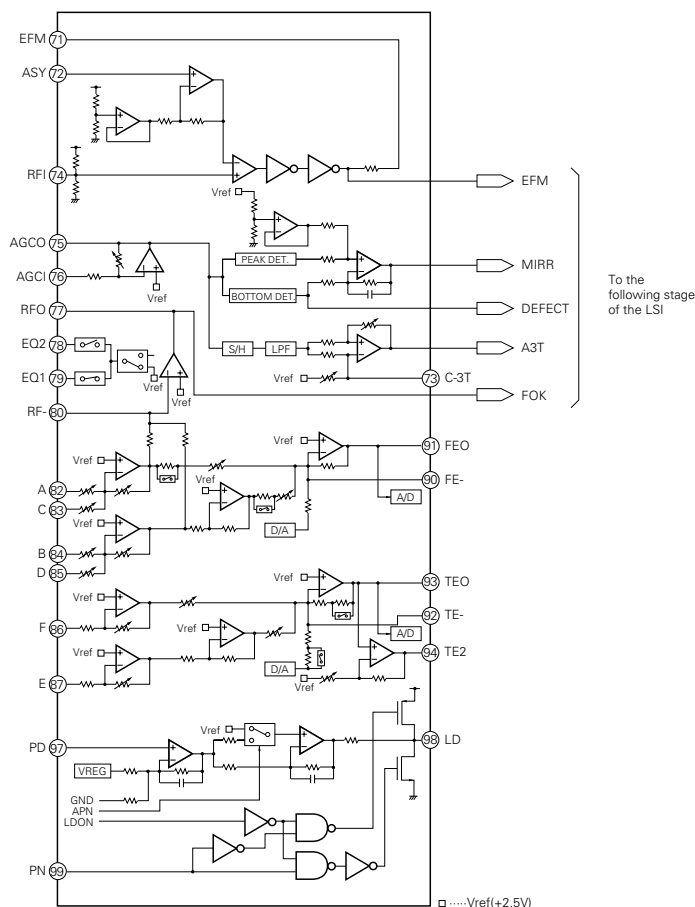 EFM 71
ASY 72
RFI 74
Vref
EFM
AGCO 75
PEAK DET.
MIRR
AGCI 76
Vref
BOTTOM DET.
DEFECT
To the
following stage
of the LSI
RFO 77
EQ2 78
S/H
LPF
A3T
EQ1 79
Vref
Vref
Vref
73 C-3T
FOK
RF- 80
Vref
91 FEO
Vref
90 FE-
A 82
Vref
A/D
C 83
Vref
D/A
B 84
D 85
Vref
93 TEO
Vref
92 TE-
F 86
Vref
A/D
Vref
D/A
94 TE2
E 87
Vref
Vref
PD 97
98 LD
VREG
GND
APN
LDON
PN 99
·····Vref(+2.5V)